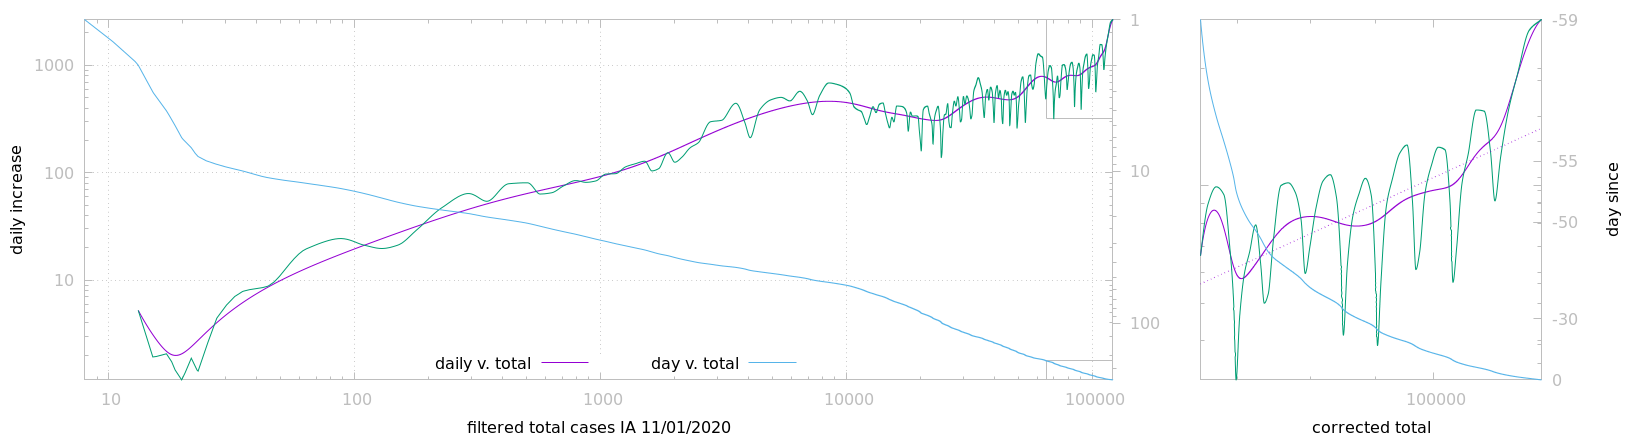 daily increase
1000
100
10
daily v. total
day v. total
10
100
1000
10000
100000
filtered total cases IA 11/01/2020
1
10
100
100000
corrected total
-59
-55
-50
-30
0
day since